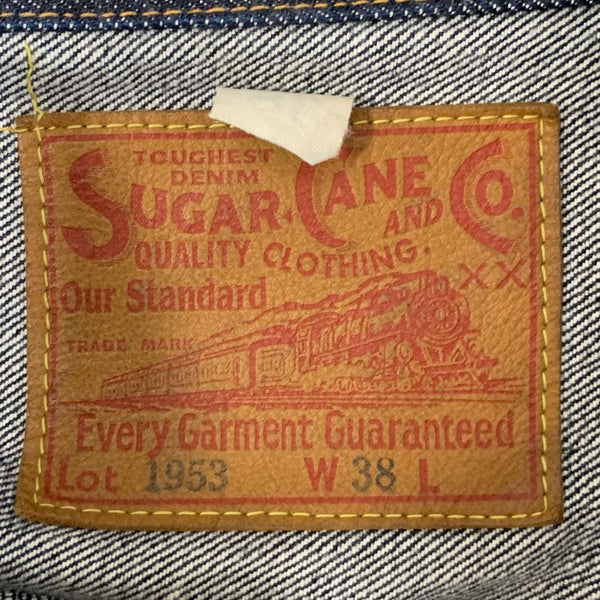 TOUGHEST
DENIM
SUGAR CANE AND CO.
QUALITY CLOTHING.
XX
Our Standard
TRADE MARK
Every Garment Guaranteed
Lot 1953 W 38 L